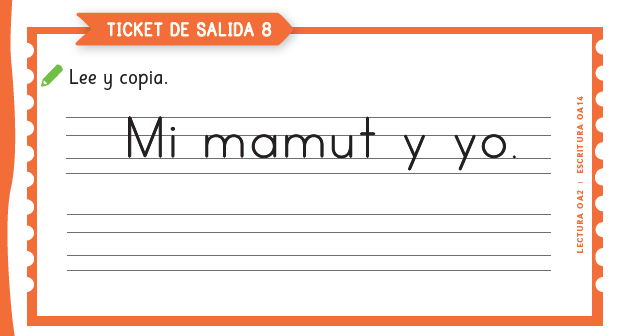 TICKET DE SALIDA 8
Lee y copia.
Mi mamut y yo.
LECTURA OA2 | ESCRITURA OA14